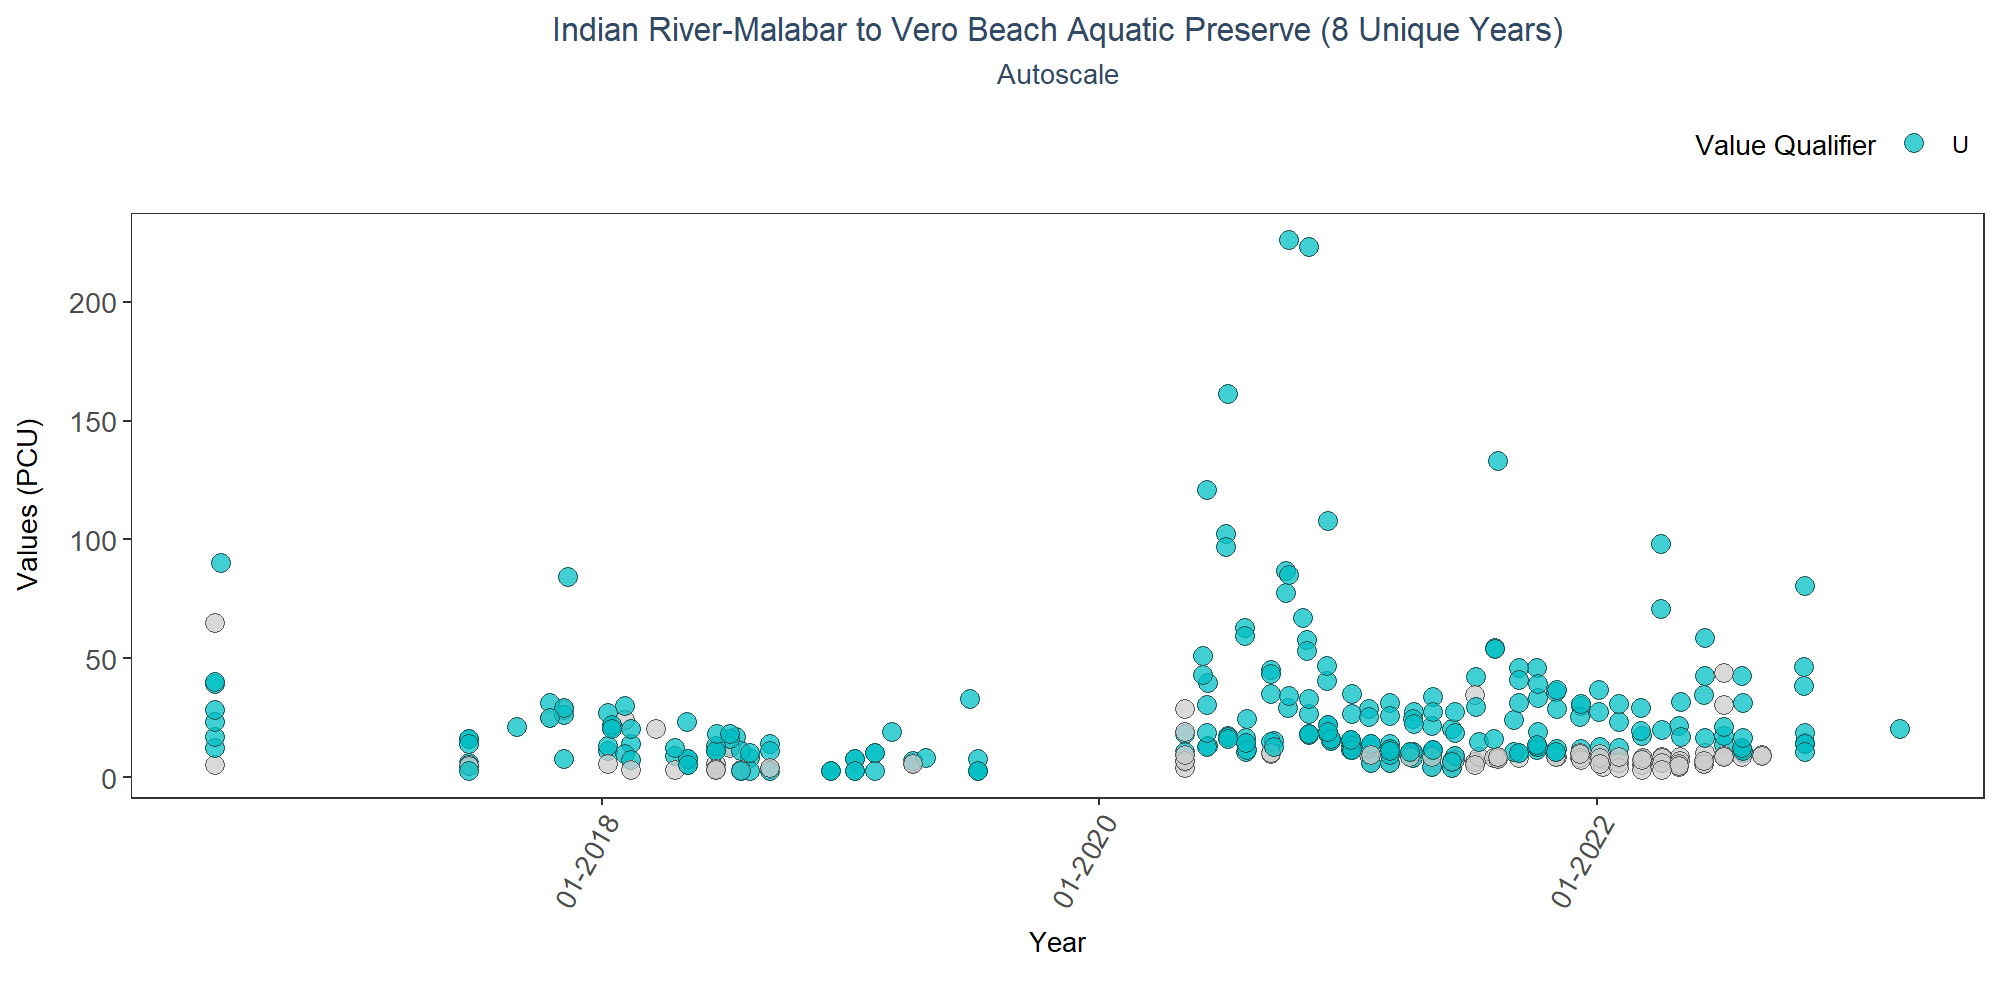 Indian River-Malabar to Vero Beach Aquatic Preserve (8 Unique Years)
Autoscale
Value Qualifier U
Values (PCU)
200
150
100
50
0
01-2018
01-2020
01-2022
Year